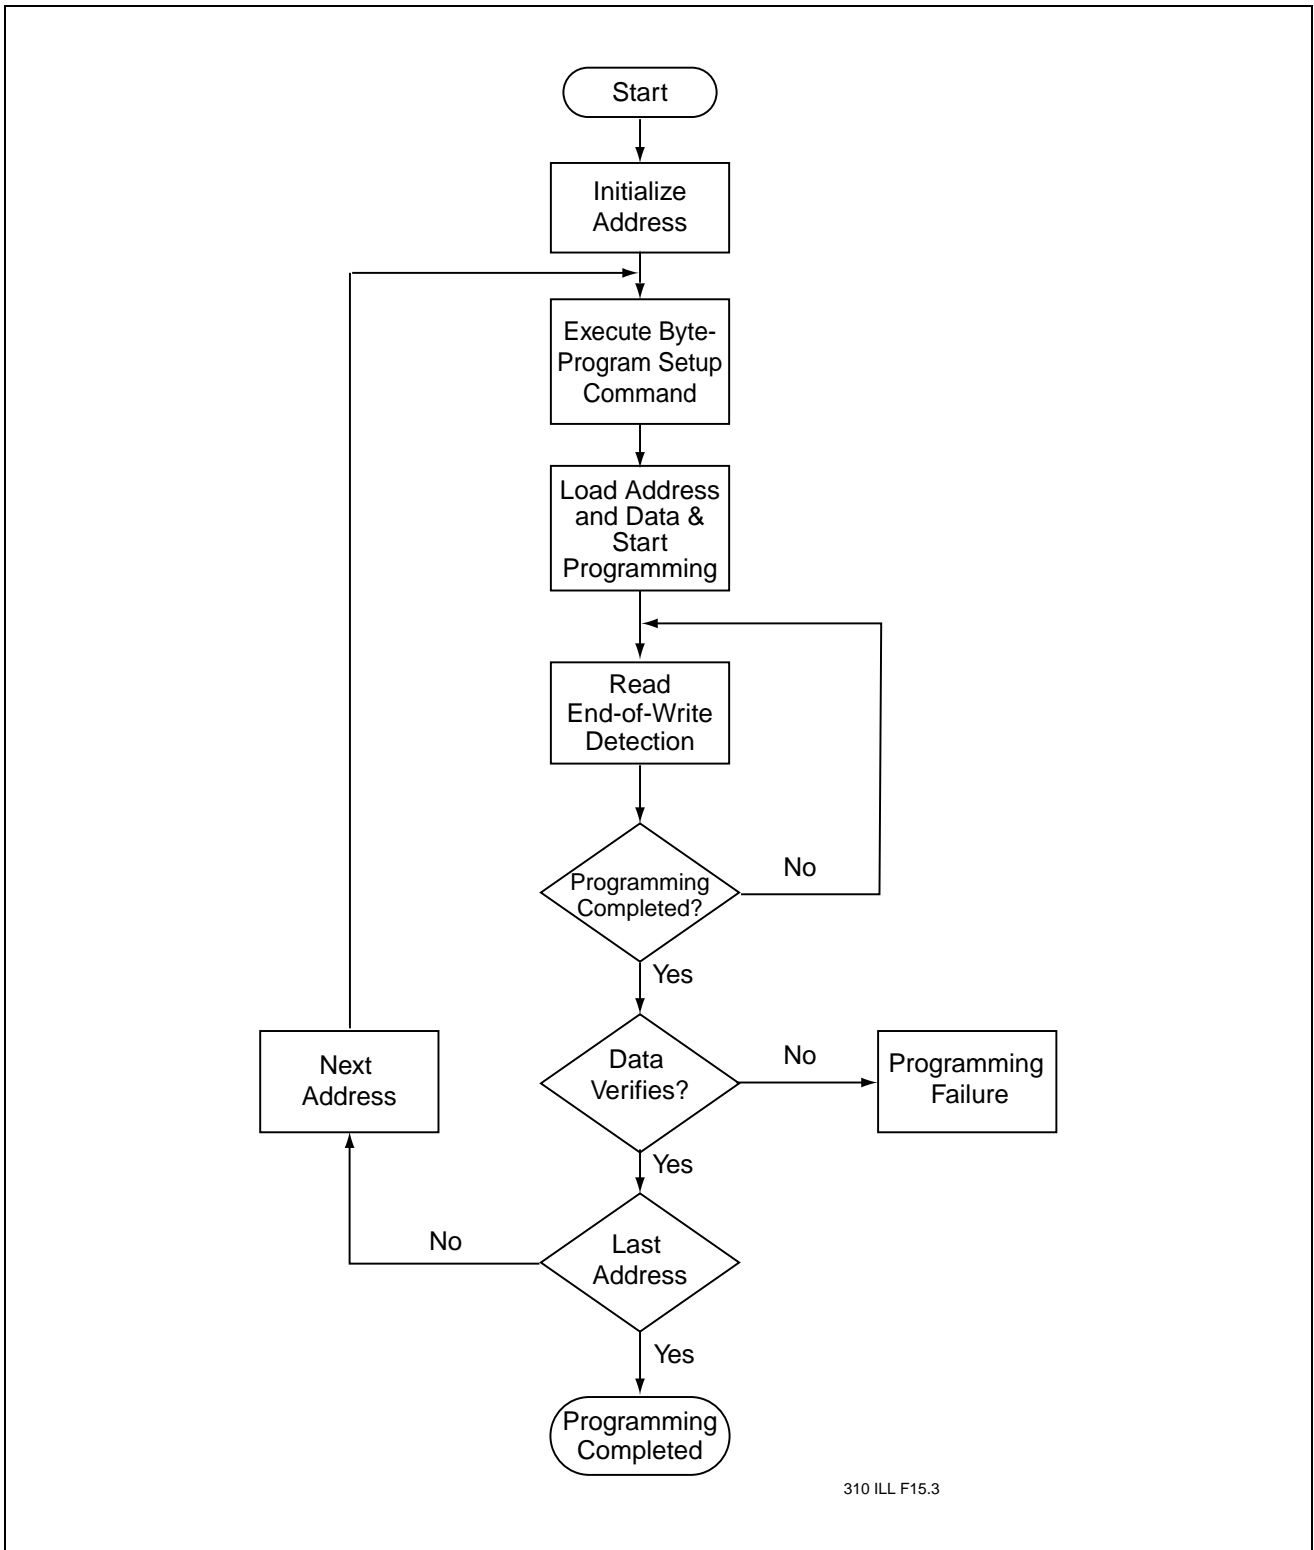 Start
Initialize
Address
Execute Byte-
Program Setup
Command
Load Address
and Data &
Start
Programming
Read
End-of-Write
Detection
Programming
Completed?
No
Yes
Next
Address
Data
Verifies?
No
Programming
Failure
Yes
No
Last
Address
Yes
Programming
Completed
310 ILL F15.3